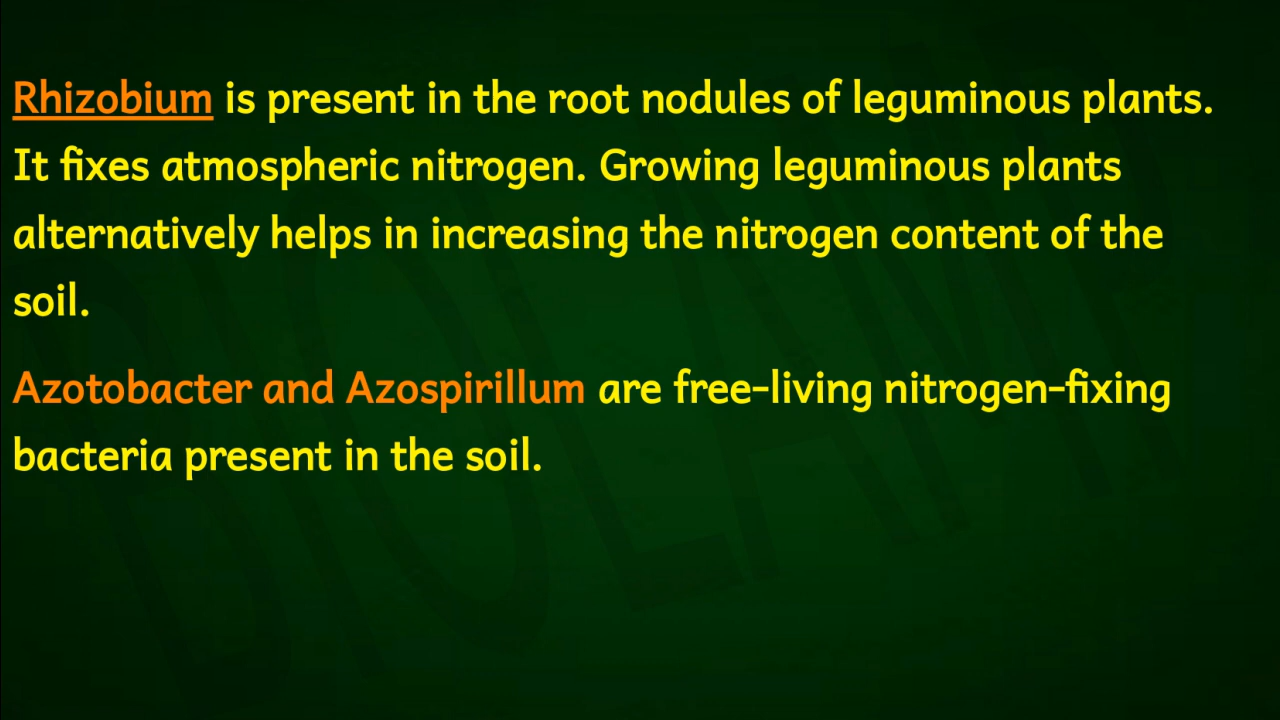 Rhizobium is present in the root nodules of leguminous plants.
It fixes atmospheric nitrogen. Growing leguminous plants
alternatively helps in increasing the nitrogen content of the
soil.
Azotobacter and Azospirillum are free-living nitrogen-fixing
bacteria present in the soil.